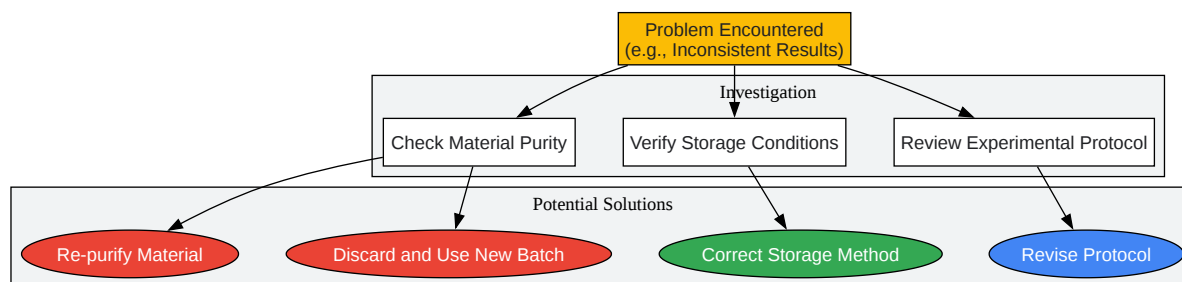 Problem Encountered
(e.g., Inconsistent Results)
Investigation
Check Material Purity
Verify Storage Conditions
Review Experimental Protocol
Potential Solutions
Re-purify Material
Discard and Use New Batch
Correct Storage Method
Revise Protocol